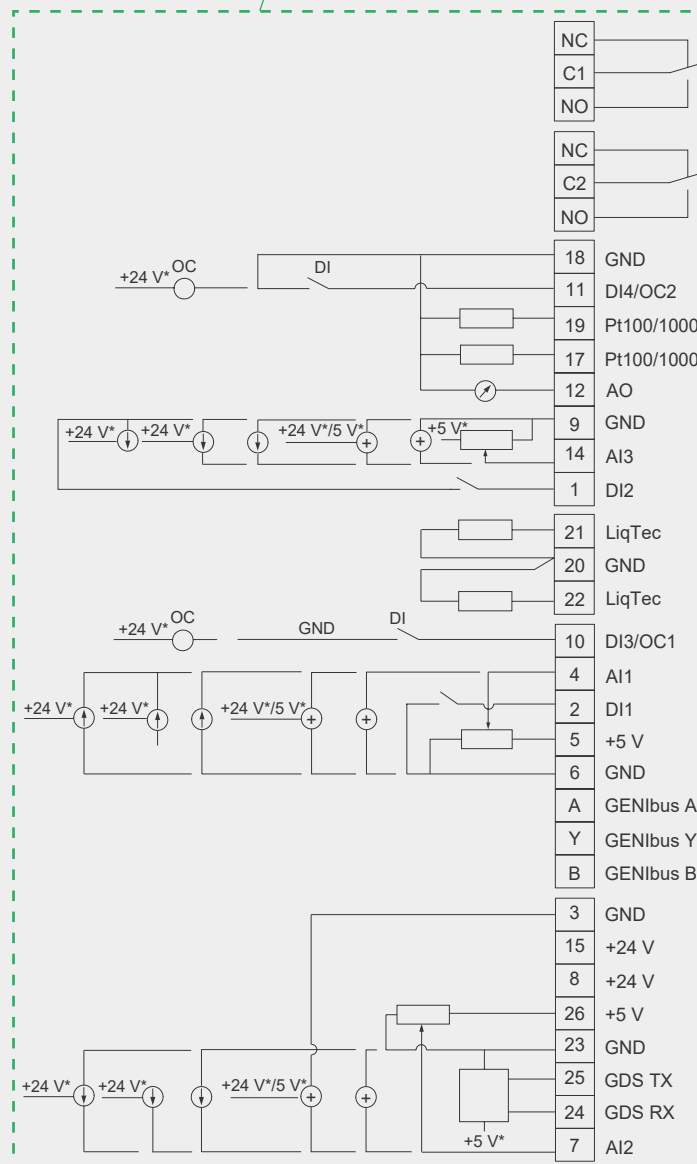 NC
C1
NO
NC
C2
NO
18 GND
+24 V* OC DI 11 DI4/OC2
19 Pt100/1000
17 Pt100/1000
12 AO
9 GND
+24 V* +24 V* +24 V*/5 V* +5 V*
14 AI3
1 DI2
21 LiqTec
20 GND
22 LiqTec
+24 V* OC GND DI 10 DI3/OC1
4 AI1
+24 V* +24 V* +24 V*/5 V* 2 DI1
5 +5 V
6 GND
A GENIbus A
Y GENIbus Y
B GENIbus B
3 GND
15 +24 V
8 +24 V
26 +5 V
23 GND
25 GDS TX
+24 V* +24 V* +24 V*/5 V*
24 GDS RX
+5 V* 7 AI2